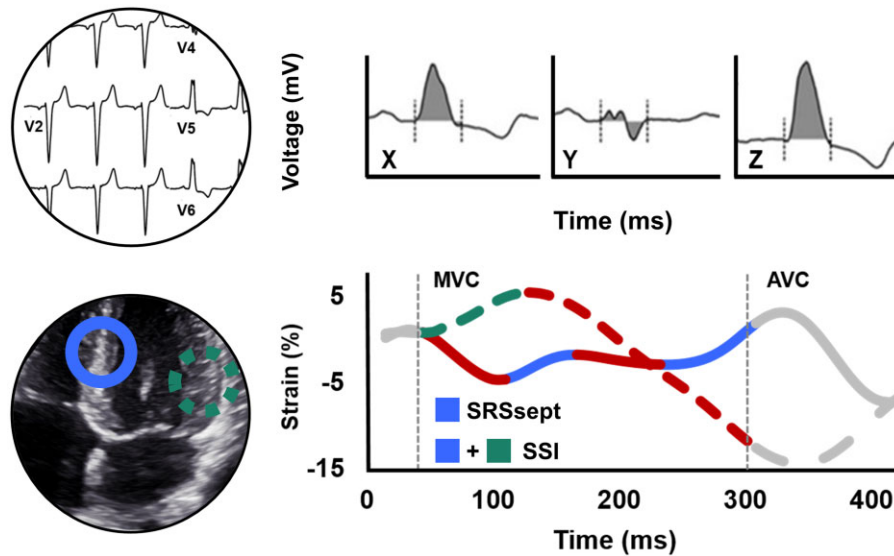 V4
V2
V5
V6
Voltage (mV)
X
Y
Z
Time (ms)
MVC
AVC
5
-5
-15
Strain (%)
SRSsept
+ SSI
0
100
200
300
400
Time (ms)